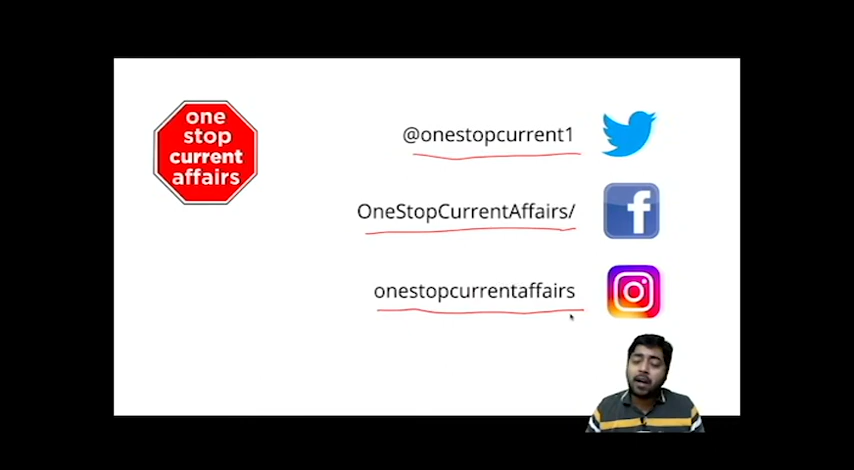 one
stop
current
affairs
@onestopcurrent1
OneStopCurrentAffairs/
onestopcurrentaffairs